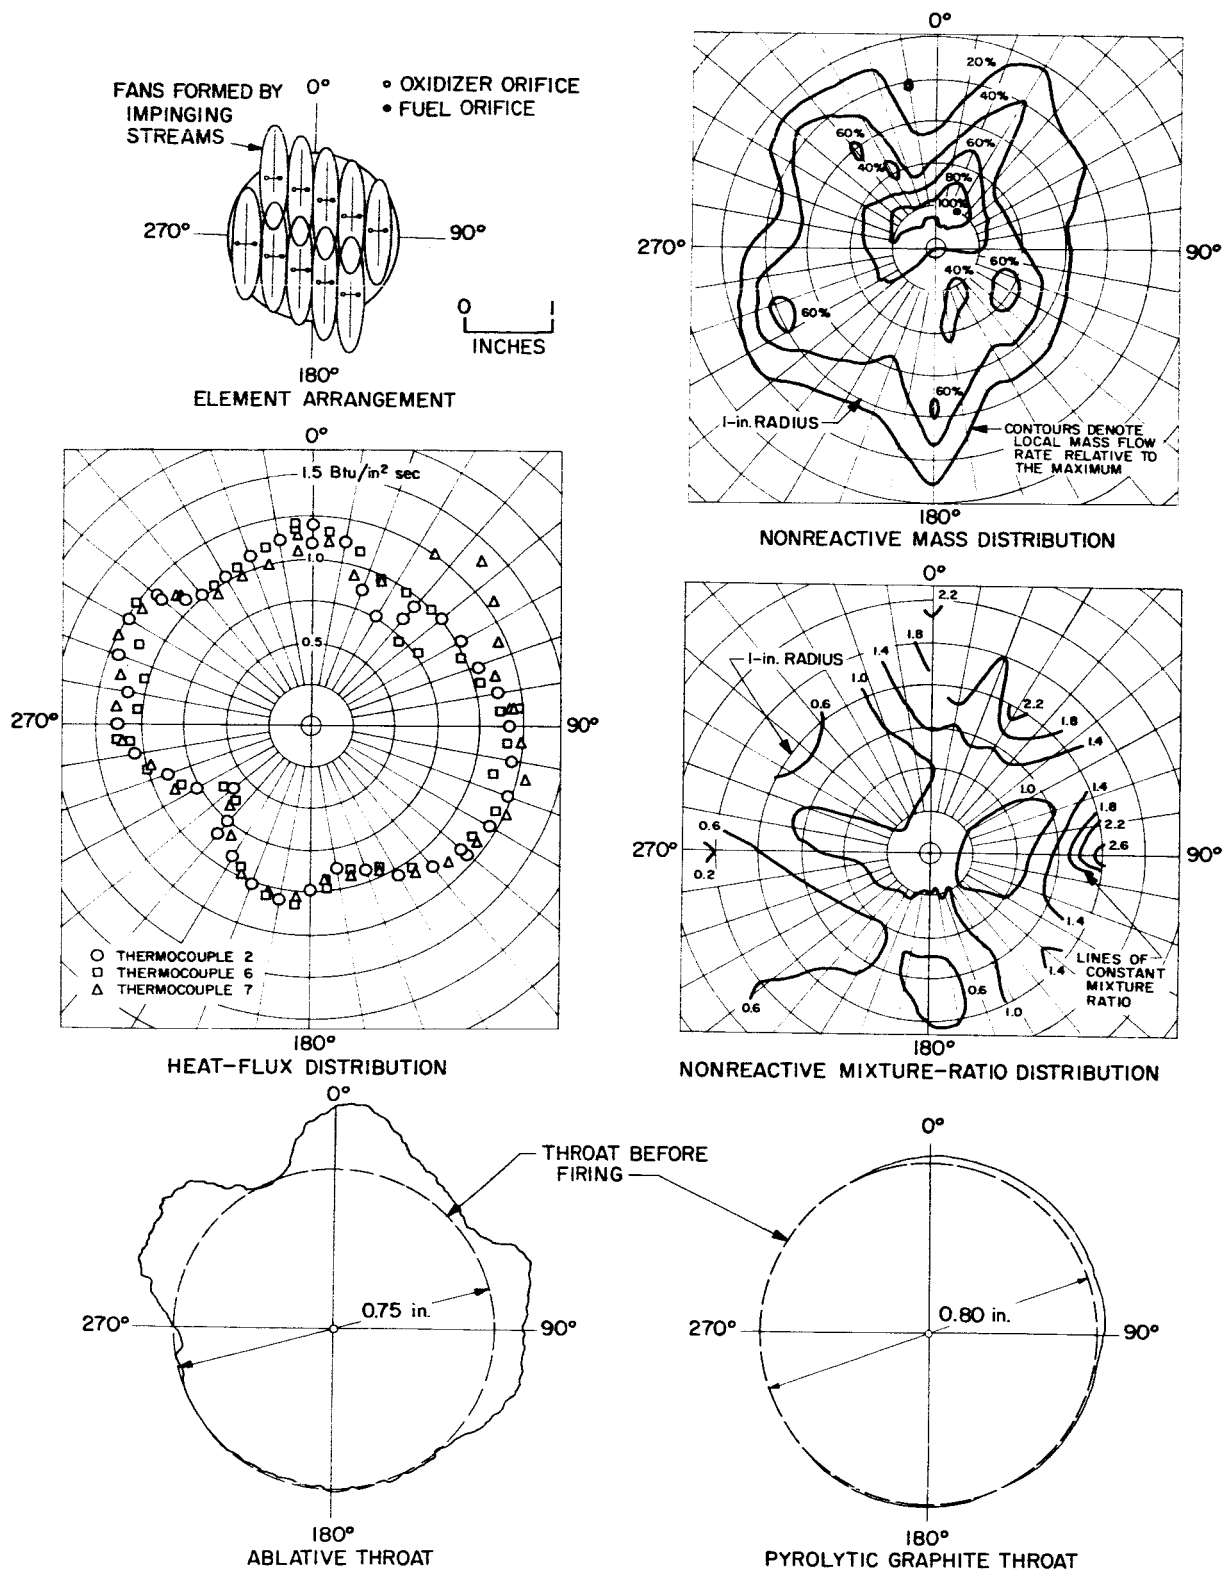 FANS FORMED BY
IMPINGING
STREAMS
0°
OXIDIZER ORIFICE
FUEL ORIFICE
270°
90°
0 1
INCHES
180°
ELEMENT ARRANGEMENT
0°
20%
40%
60%
60%
40%
80%
100%
270°
90°
40%
60%
60%
60%
1-in. RADIUS
CONTOURS DENOTE
LOCAL MASS FLOW
RATE RELATIVE TO
THE MAXIMUM
180°
NONREACTIVE MASS DISTRIBUTION
0°
1.5 Btu/in² sec
1.0
0.5
270°
90°
THERMOCOUPLE 2
THERMOCOUPLE 6
THERMOCOUPLE 7
180°
HEAT-FLUX DISTRIBUTION
0°
2.2
1.8
1.4
1.0
1-in. RADIUS
0.6
2.2
1.8
1.4
1.0
1.4
1.8
2.2
2.6
0.6
270°
0.2
90°
1.4
1.4
LINES OF
CONSTANT
MIXTURE
RATIO
0.6
0.6
1.0
180°
NONREACTIVE MIXTURE-RATIO DISTRIBUTION
0°
THROAT BEFORE
FIRING
0.75 in.
270°
90°
180°
ABLATIVE THROAT
0°
0.80 in.
270°
90°
180°
PYROLYTIC GRAPHITE THROAT